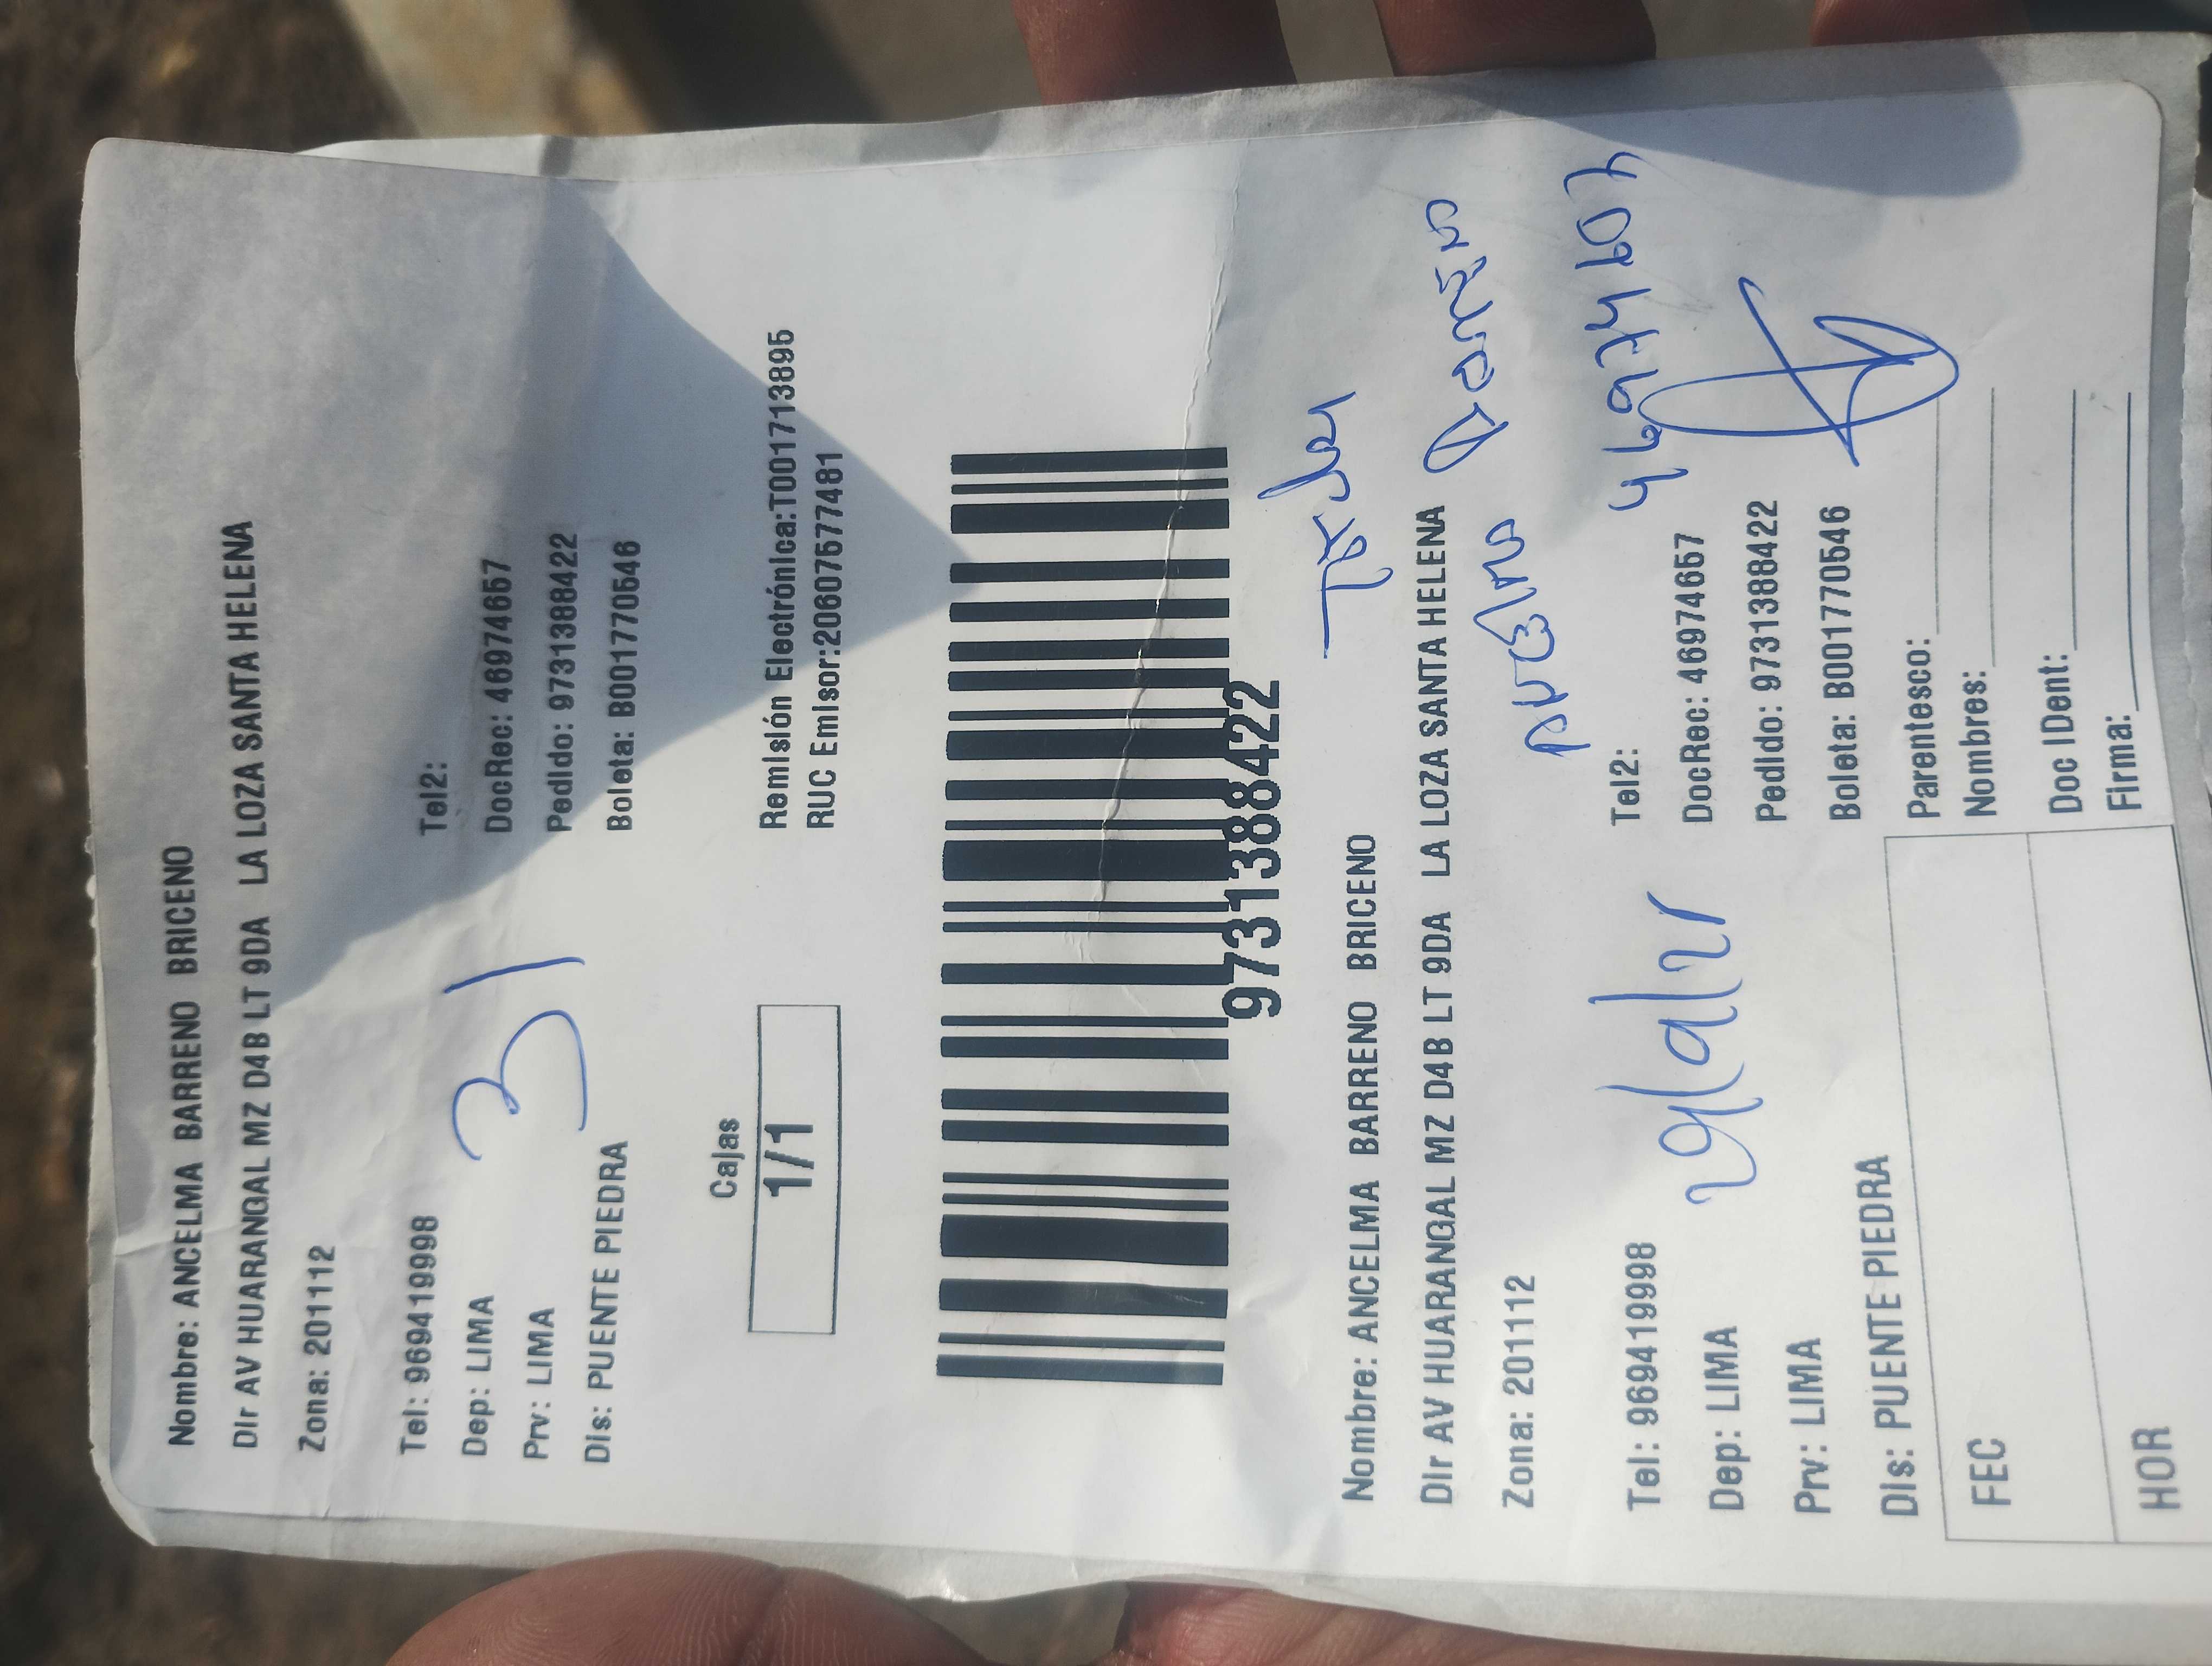 Nombre: ANCELMA BARRENO BRICENO
Dir AV HUARANGAL MZ D4B LT 9DA LA LOZA SANTA HELENA
Zona: 201112
Tel: 969419998 Tel2:
Dep: LIMA DocRec: 46974657
Prv: LIMA Pedido: 9731388422
Dis: PUENTE PIEDRA Boleta: B001770546
31
Cajas
1/1
Remisión Electrónica:T001713895
RUC Emisor:20607577481
9731388422
Nombre: ANCELMA BARRENO BRICENO
Dir AV HUARANGAL MZ D4B LT 9DA LA LOZA SANTA HELENA
Zona: 201112
Tel: 969419998 Tel2:
Dep: LIMA DocRec: 46974657
Prv: LIMA Pedido: 9731388422
Dis: PUENTE PIEDRA Boleta: B001770546
FEC
HOR
Parentesco:
Nombres:
Doc IDent:
Firma: